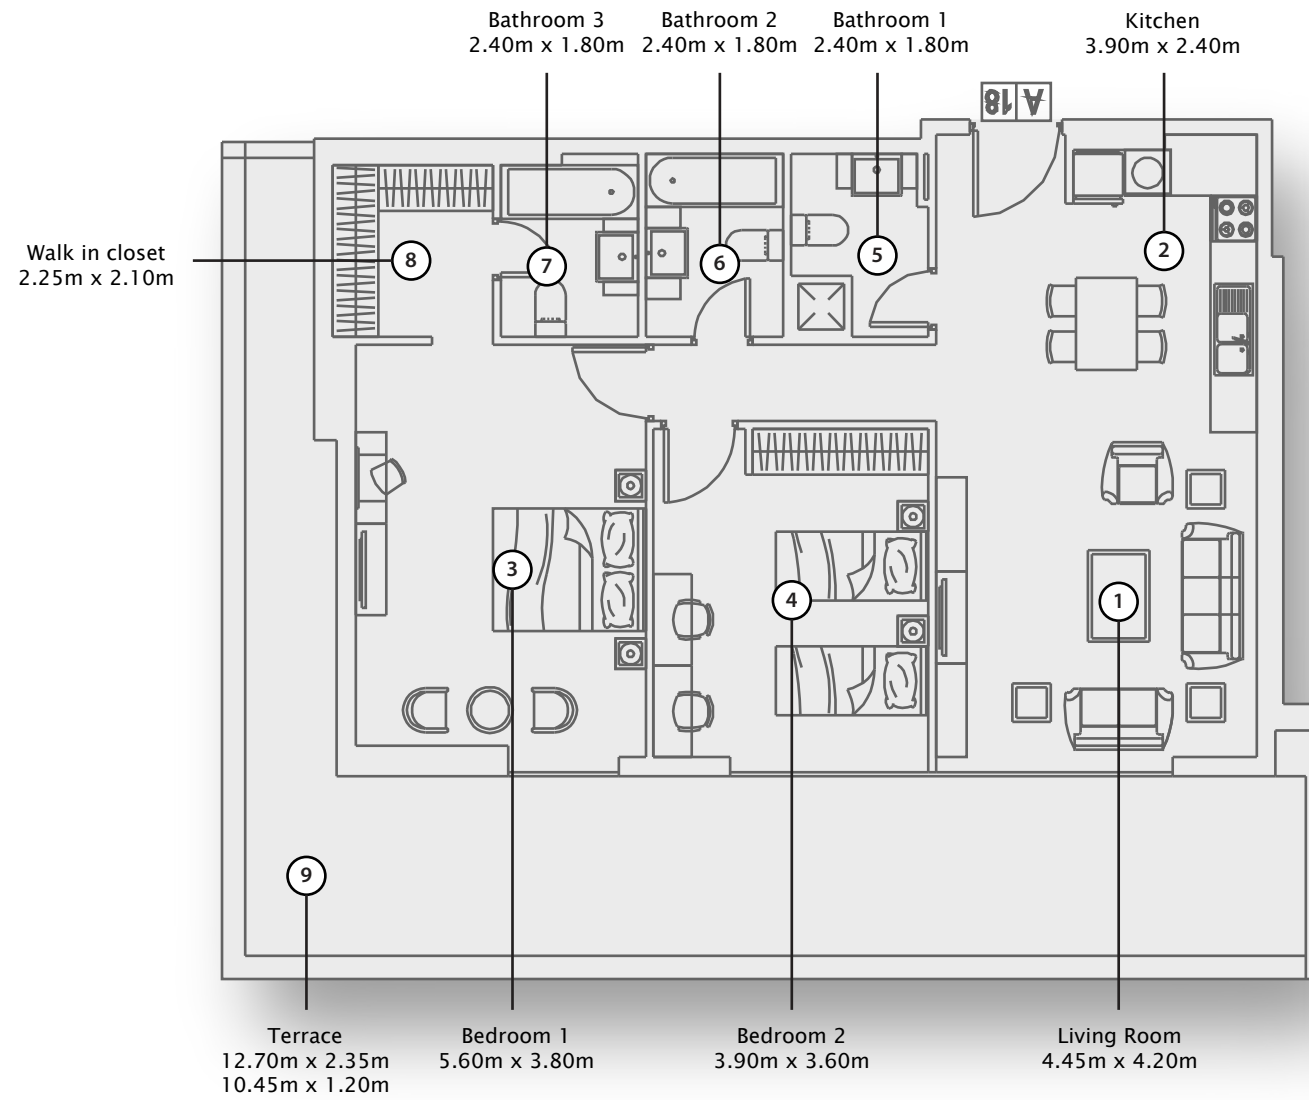 Bathroom 3
2.40m x 1.80m
Bathroom 2
2.40m x 1.80m
Bathroom 1
2.40m x 1.80m
Kitchen
3.90m x 2.40m
A 18
Walk in closet
2.25m x 2.10m
8
7
6
5
2
3
4
1
9
Terrace
12.70m x 2.35m
10.45m x 1.20m
Bedroom 1
5.60m x 3.80m
Bedroom 2
3.90m x 3.60m
Living Room
4.45m x 4.20m